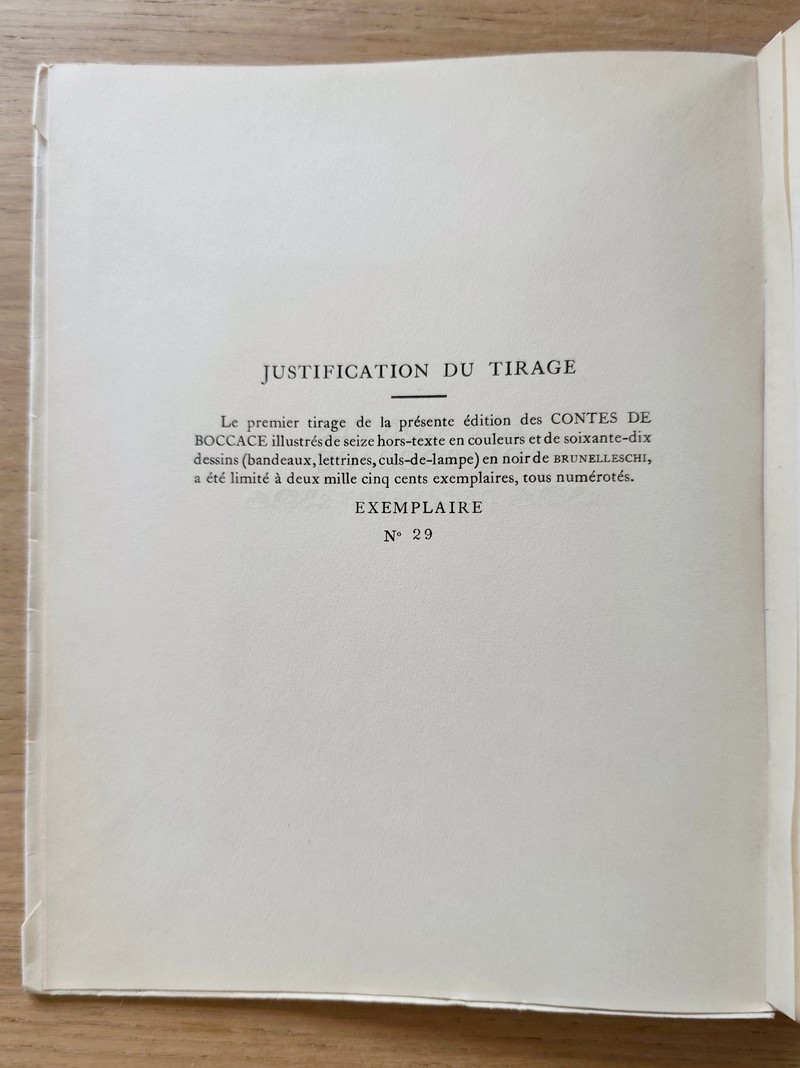 JUSTIFICATION DU TIRAGE
Le premier tirage de la présente édition des CONTES DE
BOCCACE illustrés de seize hors-texte en couleurs et de soixante-dix
dessins (bandeaux, lettrines, culs-de-lampe) en noir de BRUNELLESCHI,
a été limité à deux mille cinq cents exemplaires, tous numérotés.
EXEMPLAIRE
Nº 29